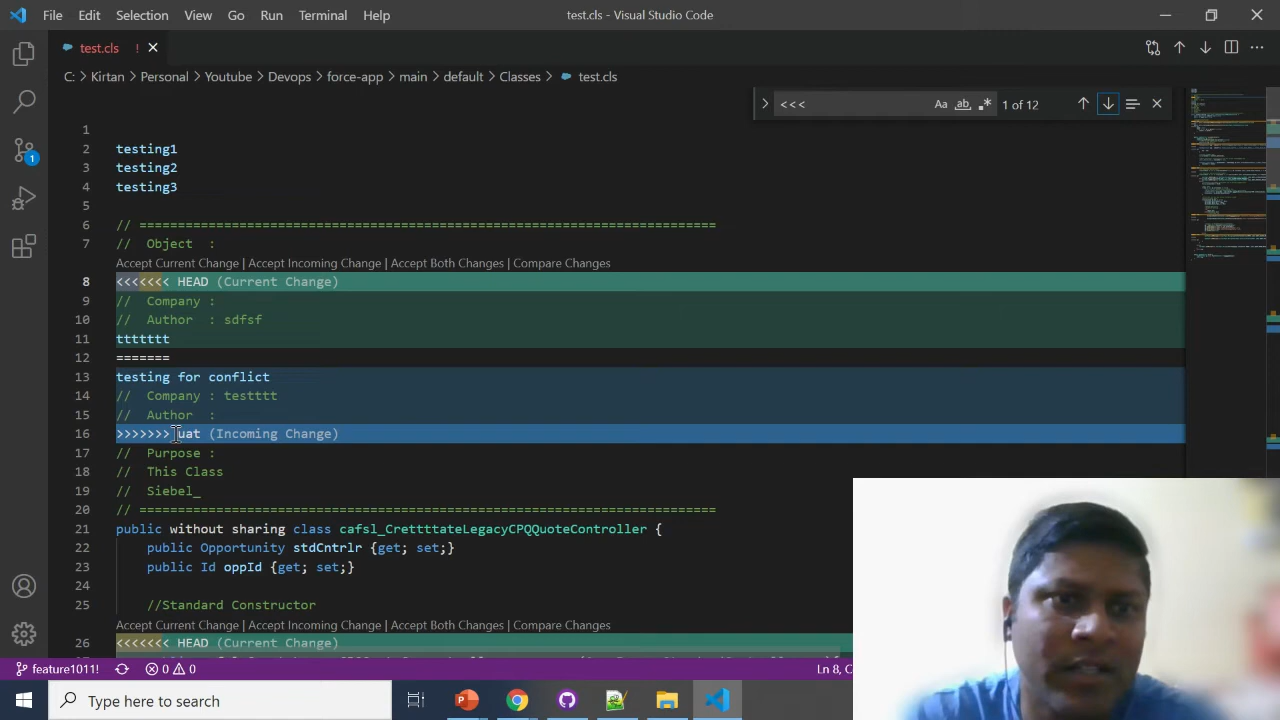 File Edit Selection View Go Run Terminal Help test.cls - Visual Studio Code
test.cls !
C: > Kirtan > Personal > Youtube > Devops > force-app > main > default > Classes > test.cls
<<< Aa ab 1 of 12
1
2 testing1
3 testing2
4 testing3
5
6 // ===========================================================================
7 // Object :
Accept Current Change | Accept Incoming Change | Accept Both Changes | Compare Changes
8 <<<<<<< HEAD (Current Change)
9 // Company :
10 // Author : sdfsf
11 ttttttt
12 =======
13 testing for conflict
14 // Company : testttt
15 // Author :
16 >>>>>>> uat (Incoming Change)
17 // Purpose :
18 // This Class
19 // Siebel_
20 // ===========================================================================
21 public without sharing class cafsl_CrettttateLegacyCPQQuoteController {
22 public Opportunity stdCntrlr {get; set;}
23 public Id oppId {get; set;}
24
25 //Standard Constructor
Accept Current Change | Accept Incoming Change | Accept Both Changes | Compare Changes
26 <<<<<<< HEAD (Current Change)
feature1011! 0 0 Ln 8, C
Type here to search